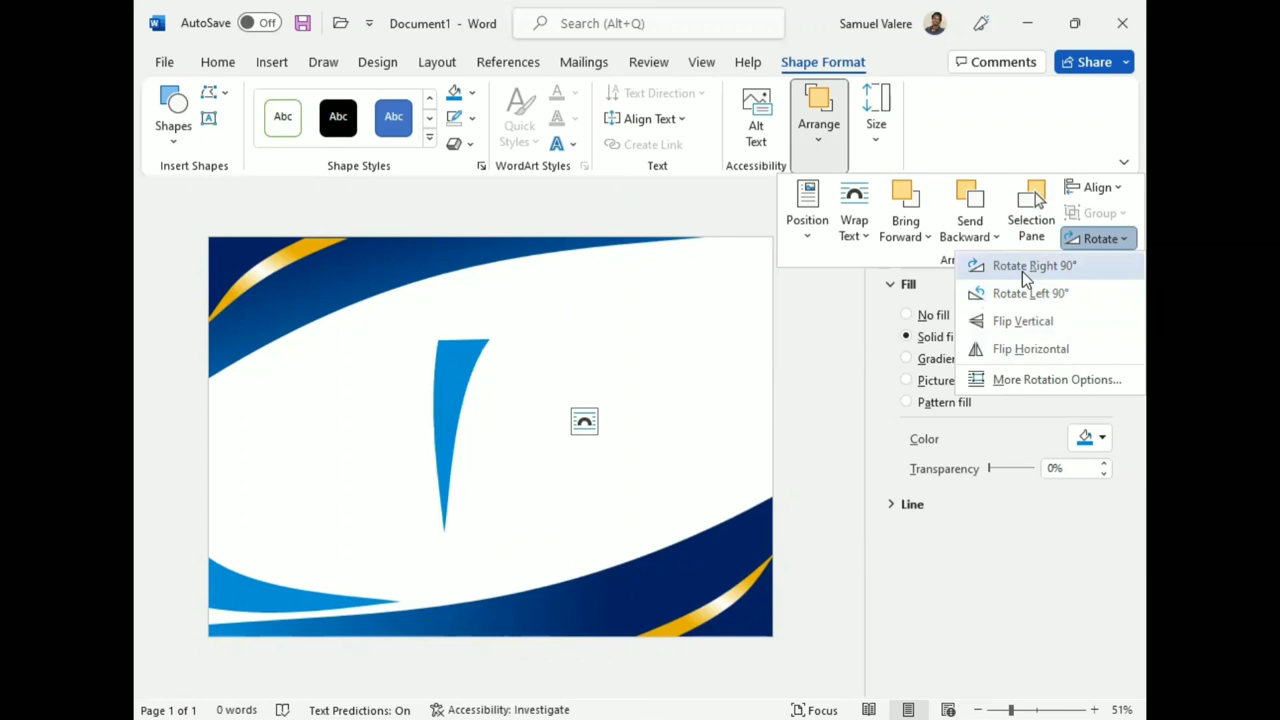 AutoSave Off Document1 - Word Search (Alt+Q) Samuel Valere
File Home Insert Draw Design Layout References Mailings Review View Help Shape Format Comments Share
Shapes
Insert Shapes
Abc Abc Abc
Shape Styles
Quick
Styles
WordArt Styles
Text Direction
Align Text
Create Link
Text
Alt
Text
Accessibility
Arrange
Size
Position
Wrap
Text
Bring
Forward
Send
Backward
Selection
Pane
Align
Group
Rotate
Rotate Right 90°
Rotate Left 90°
Flip Vertical
Flip Horizontal
More Rotation Options...
Fill
No fill
Solid fi
Gradie
Picture
Pattern fill
Color
Transparency 0%
Line
Page 1 of 1 0 words Text Predictions: On Accessibility: Investigate Focus 51%